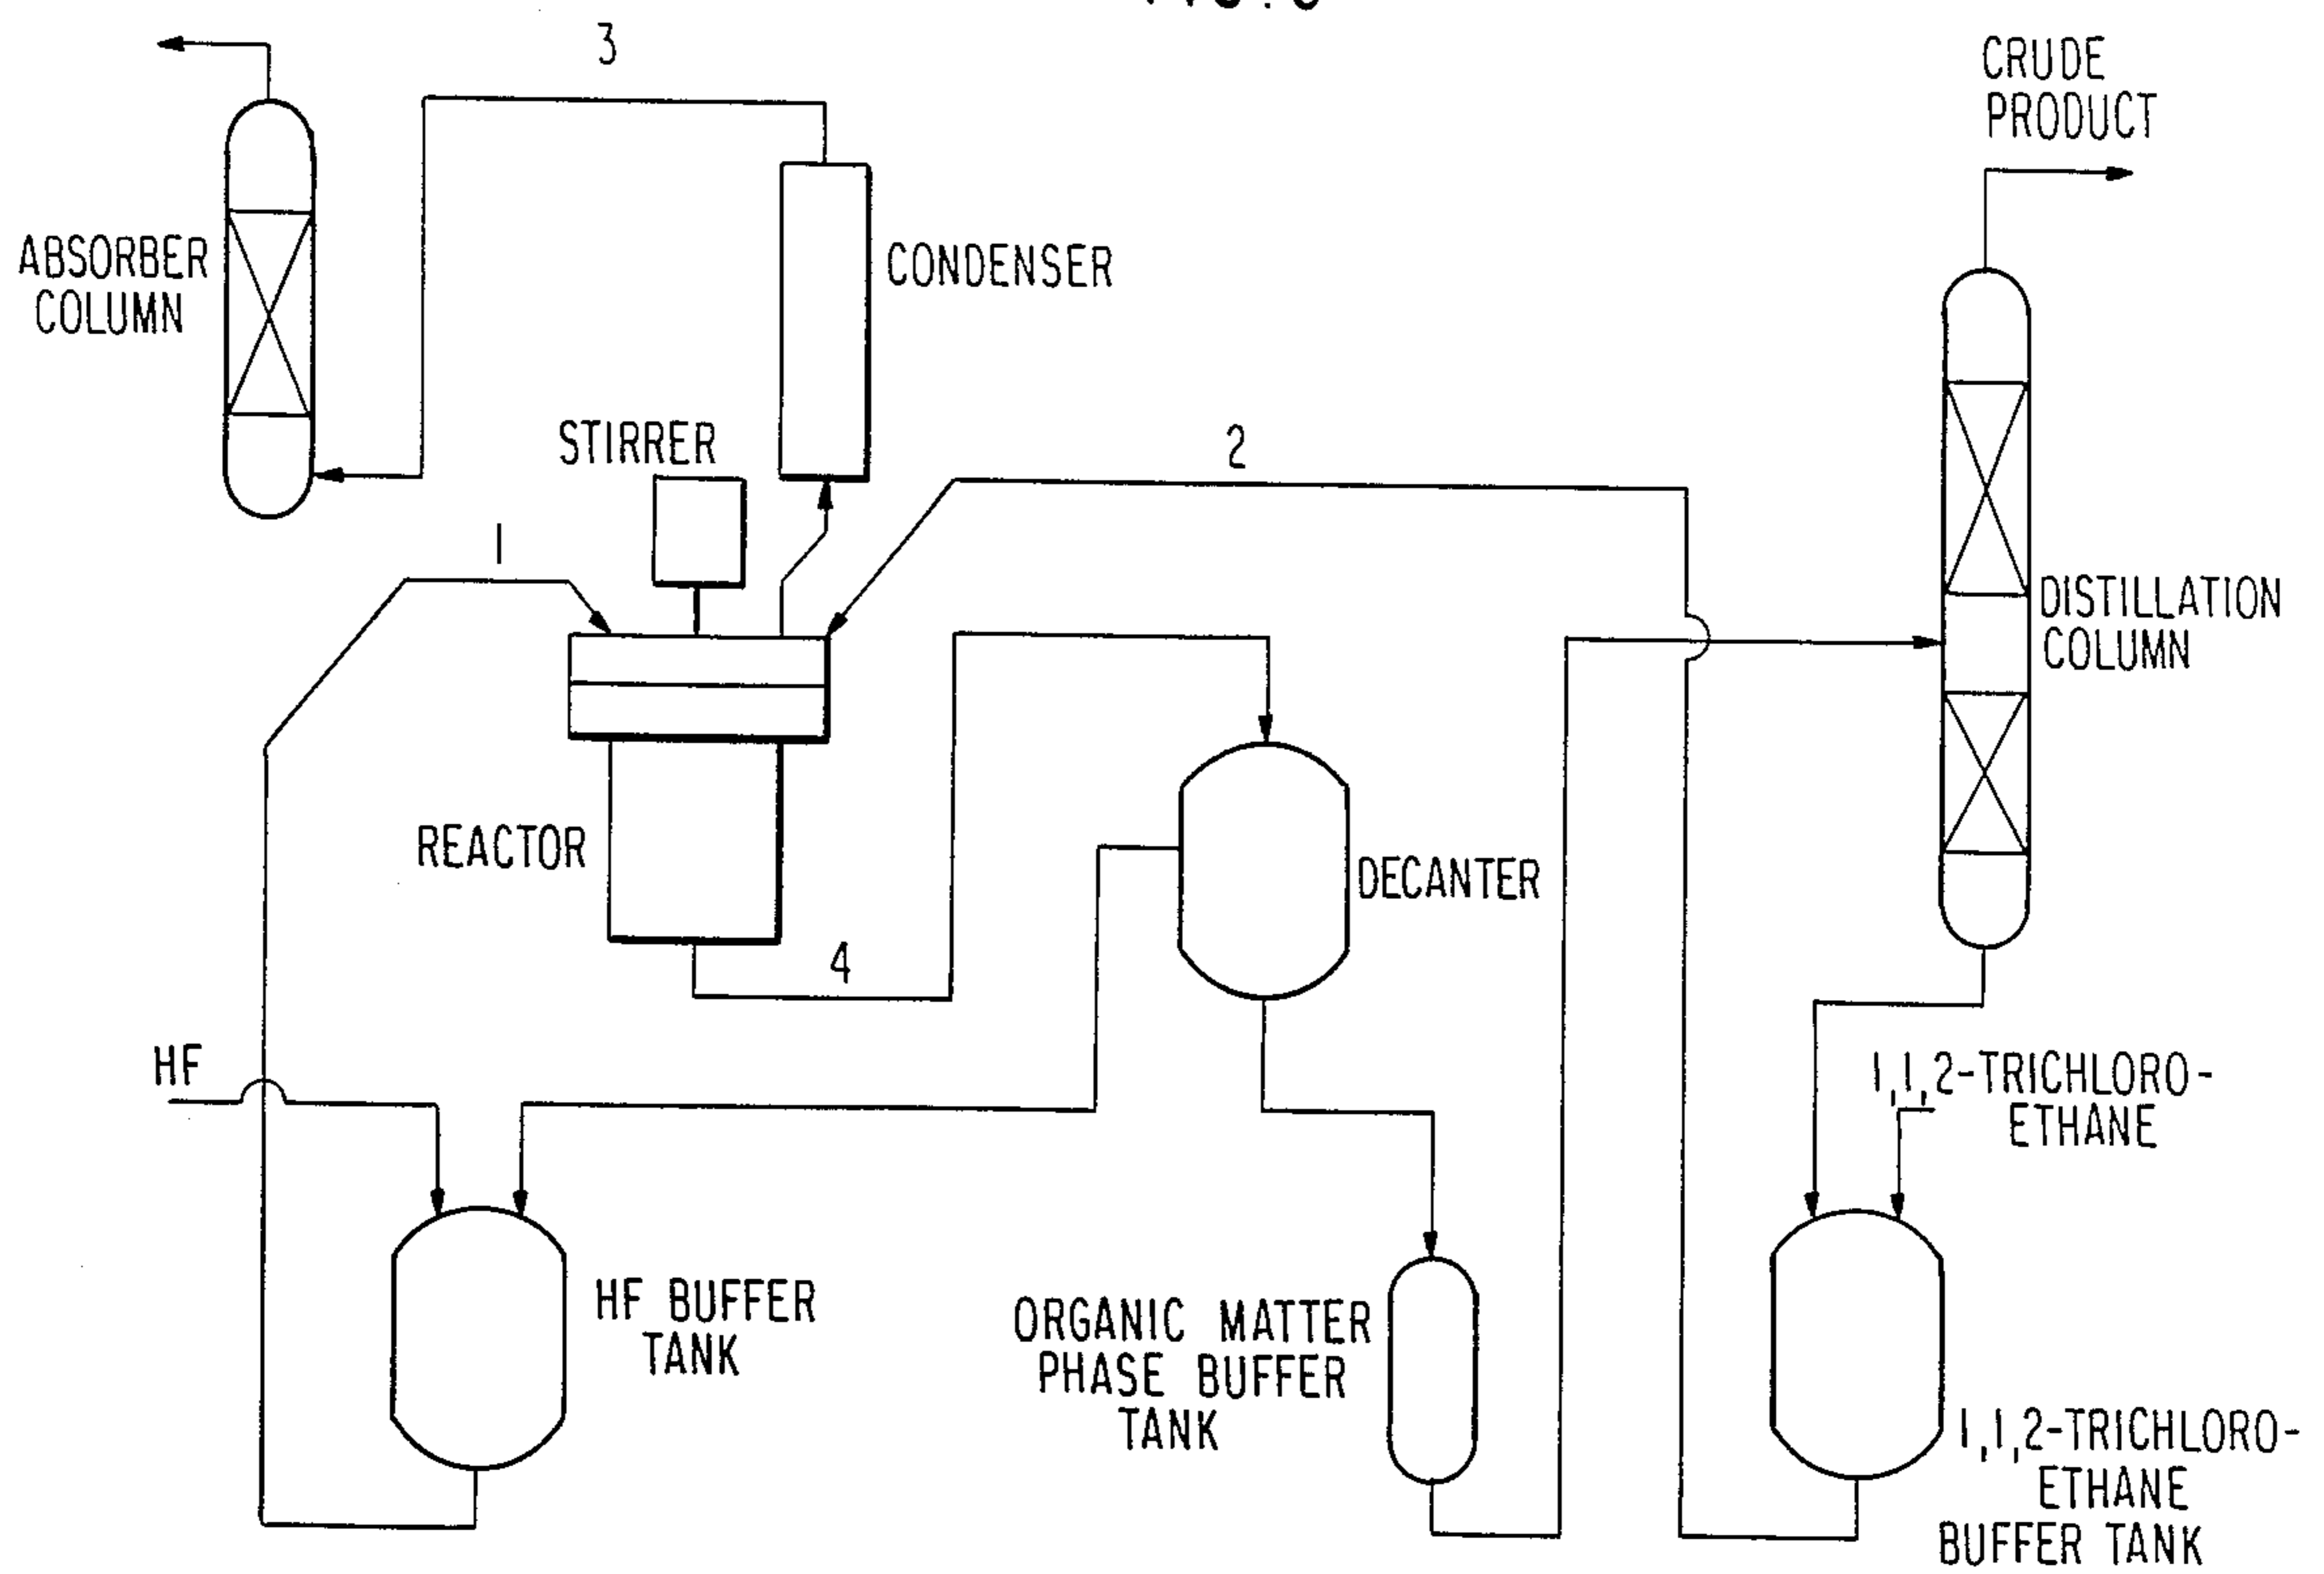 3
CRUDE
PRODUCT
ABSORBER
COLUMN
CONDENSER
STIRRER
2
1
DISTILLATION
COLUMN
REACTOR
DECANTER
4
HF
1,1,2-TRICHLORO-
ETHANE
HF BUFFER
TANK
ORGANIC MATTER
PHASE BUFFER
TANK
1,1,2-TRICHLORO-
ETHANE
BUFFER TANK